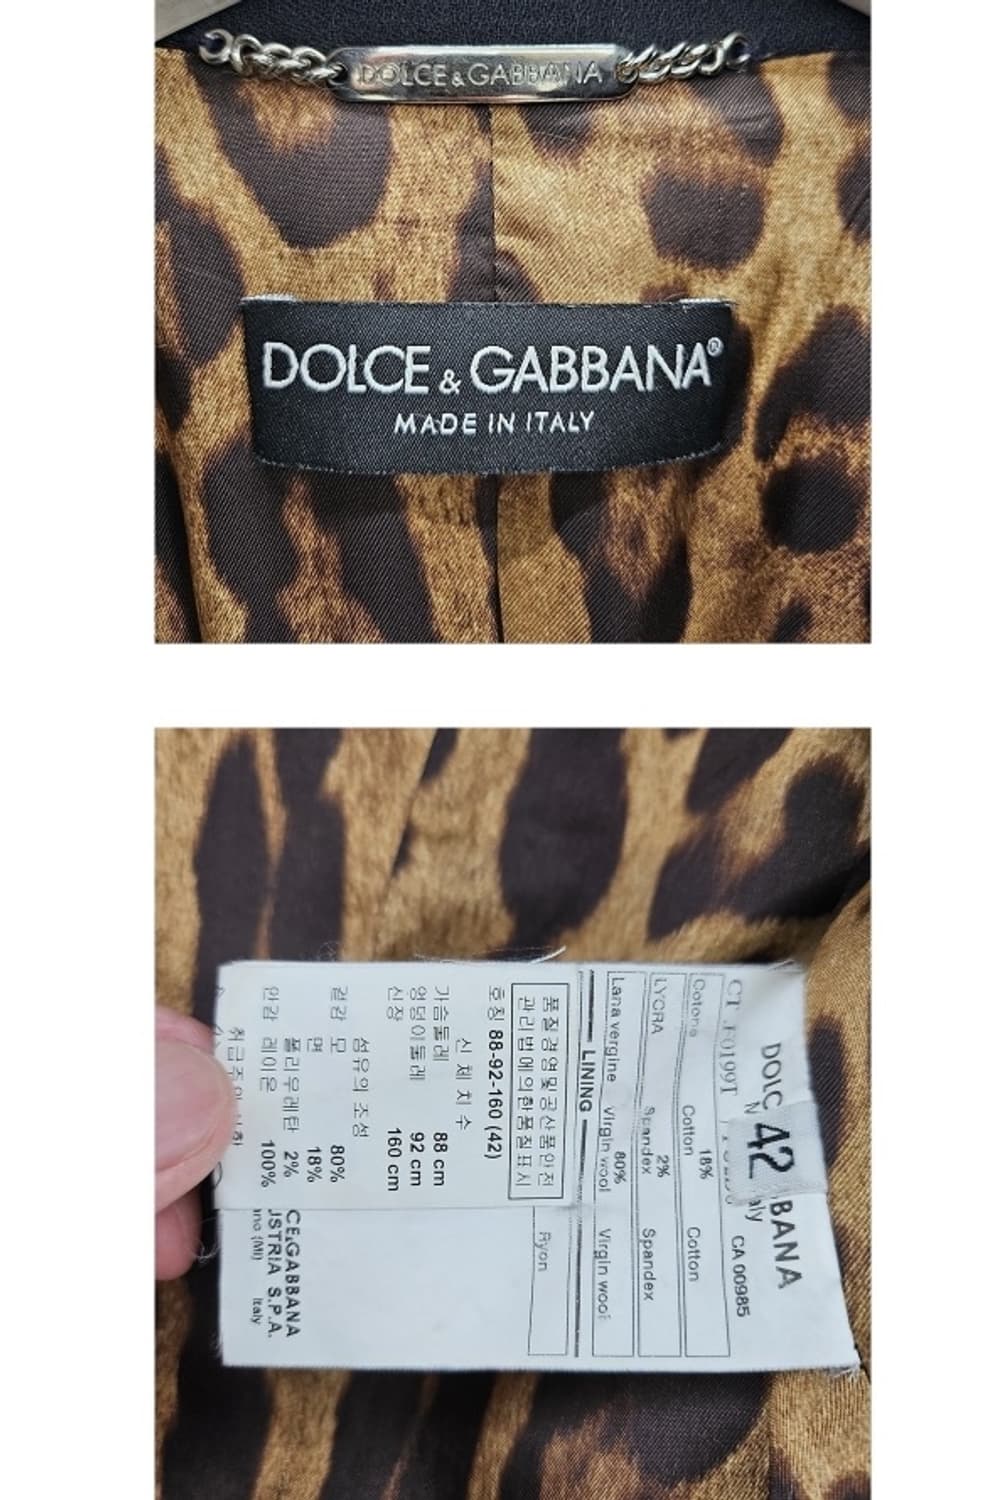 DOLCE & GABBANA
DOLCE & GABBANA®
MADE IN ITALY
DOLC
BANA
42
aly
CA 00985
Cotone
Cotton
18%
Cotton
LYCRA
Spandex
2%
Spandex
Lana vergine
Virgin wool
80%
Virgin wool
LINING
Ryon
품질경영및공산품안전
관리법에의한품질표시
호칭 88-92-160 (42)
신 체 치 수
가슴둘레 88 cm
엉덩이둘레 92 cm
신장 160 cm
섬유의 조성
겉감 모 80%
면 18%
폴리우레탄 2%
안감 레이온 100%
CE&GABBANA
USTRIA S.P.A.
ano (MI) Italy